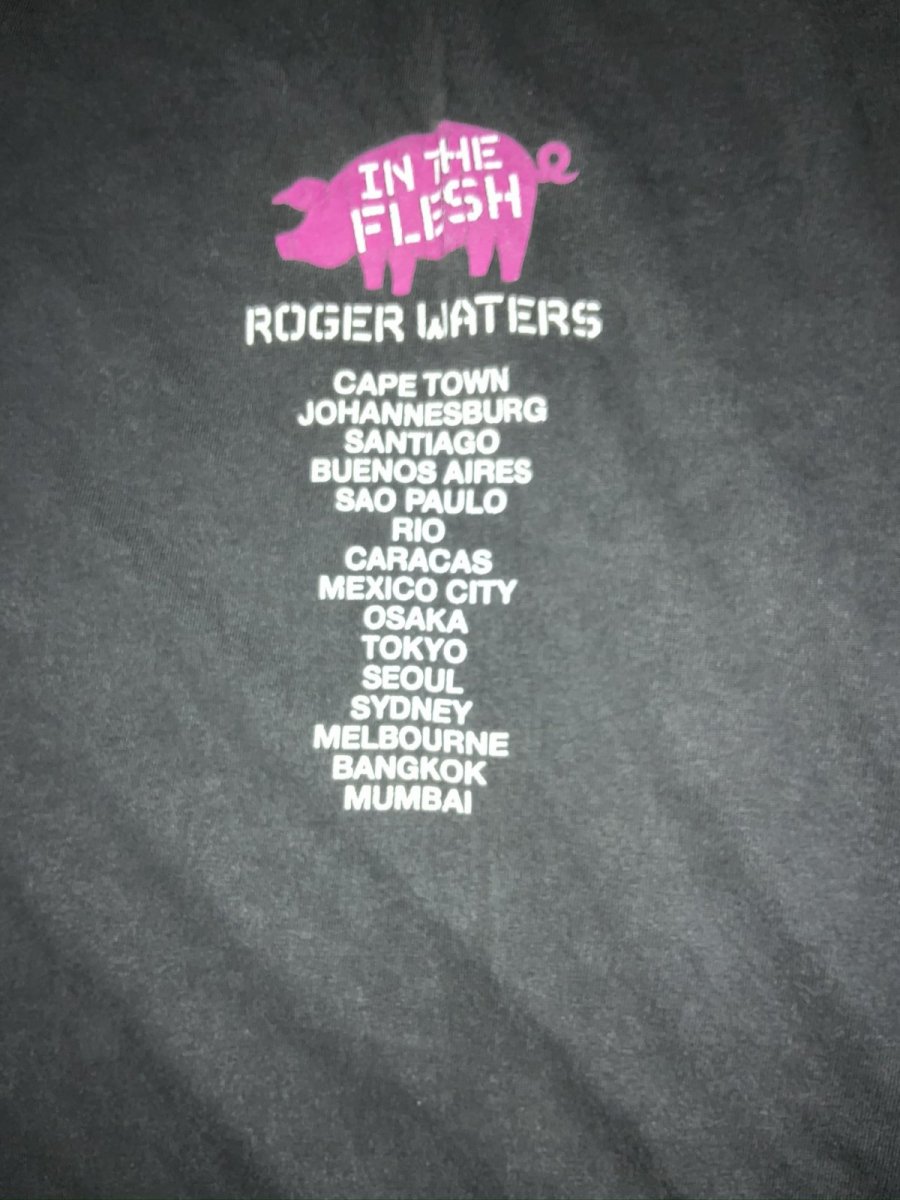 IN THE
FLESH
ROGER WATERS
CAPE TOWN
JOHANNESBURG
SANTIAGO
BUENOS AIRES
SAO PAULO
RIO
CARACAS
MEXICO CITY
OSAKA
TOKYO
SEOUL
SYDNEY
MELBOURNE
BANGKOK
MUMBAI